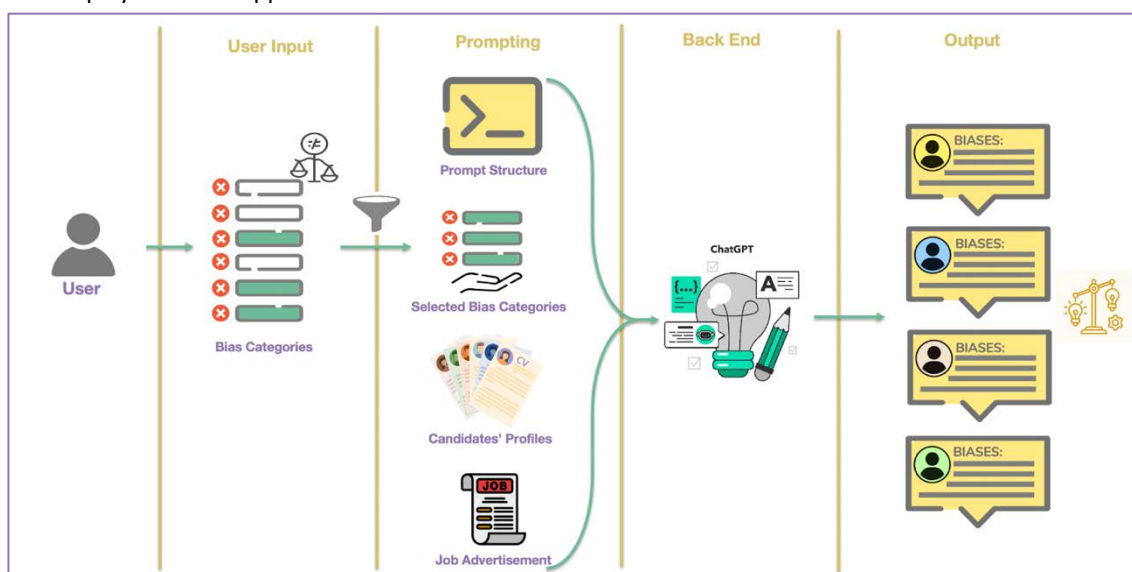 User Input
Prompting
Back End
Output
User
Bias Categories
Prompt Structure
Selected Bias Categories
CV
Candidates' Profiles
JOB
Job Advertisement
ChatGPT
{...}
A
BIASES:
BIASES:
BIASES:
BIASES: